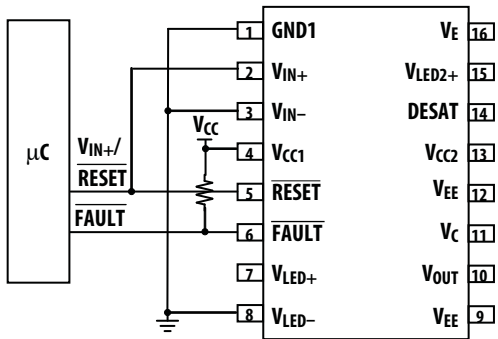 1 GND1 VE 16
2 VIN+ VLED2+ 15
3 VIN− DESAT 14
VCC
4 VCC1 VCC2 13
μC
VIN+/
RESET
5 RESET VEE 12
FAULT
6 FAULT VC 11
7 VLED+ VOUT 10
8 VLED− VEE 9